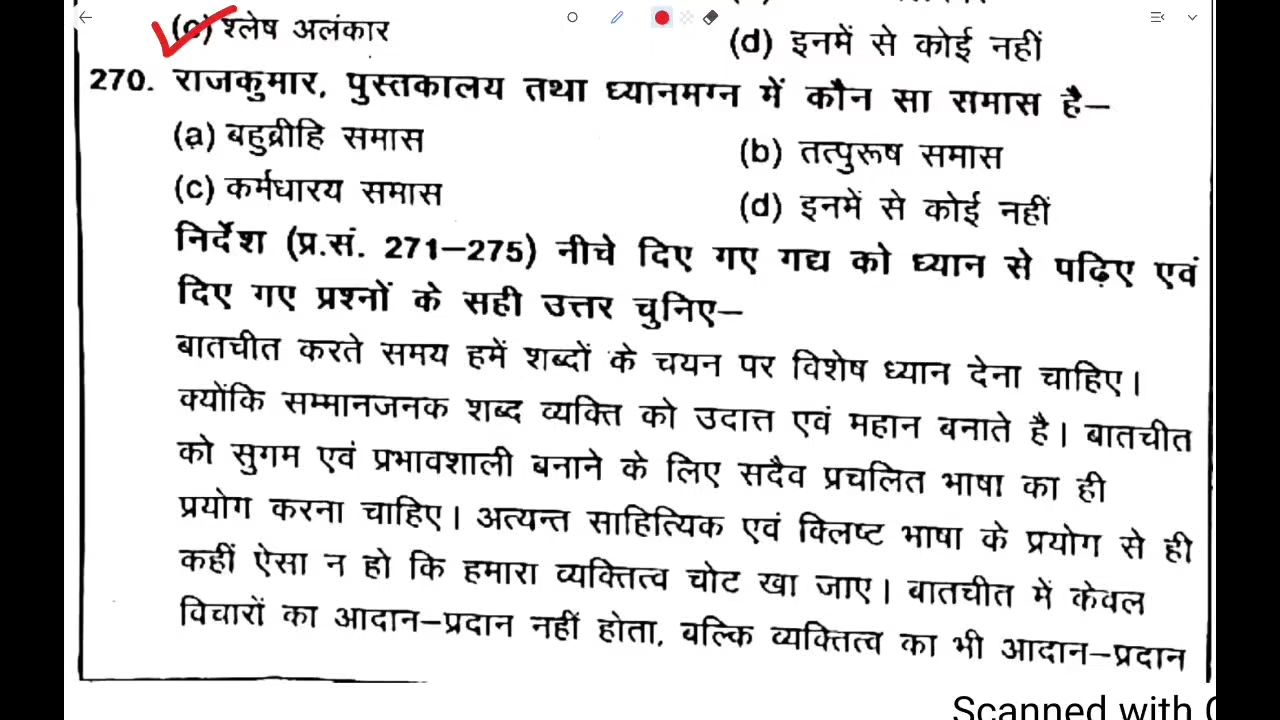 (c) श्लेष अलंकार
(d) इनमें से कोई नहीं
270. राजकुमार, पुस्तकालय तथा ध्यानमग्न में कौन सा समास है–
(a) बहुव्रीहि समास
(b) तत्पुरूष समास
(c) कर्मधारय समास
(d) इनमें से कोई नहीं
निर्देश (प्र.सं. 271–275) नीचे दिए गए गद्य को ध्यान से पढ़िए एवं
दिए गए प्रश्नों के सही उत्तर चुनिए–
बातचीत करते समय हमें शब्दों के चयन पर विशेष ध्यान देना चाहिए।
क्योंकि सम्मानजनक शब्द व्यक्ति को उदात्त एवं महान बनाते है। बातचीत
को सुगम एवं प्रभावशाली बनाने के लिए सदैव प्रचलित भाषा का ही
प्रयोग करना चाहिए। अत्यन्त साहित्यिक एवं क्लिष्ट भाषा के प्रयोग से ही
कहीं ऐसा न हो कि हमारा व्यक्तित्व चोट खा जाए। बातचीत में केवल
विचारों का आदान–प्रदान नहीं होता, बल्कि व्यक्तित्व का भी आदान–प्रदान
Scanned with